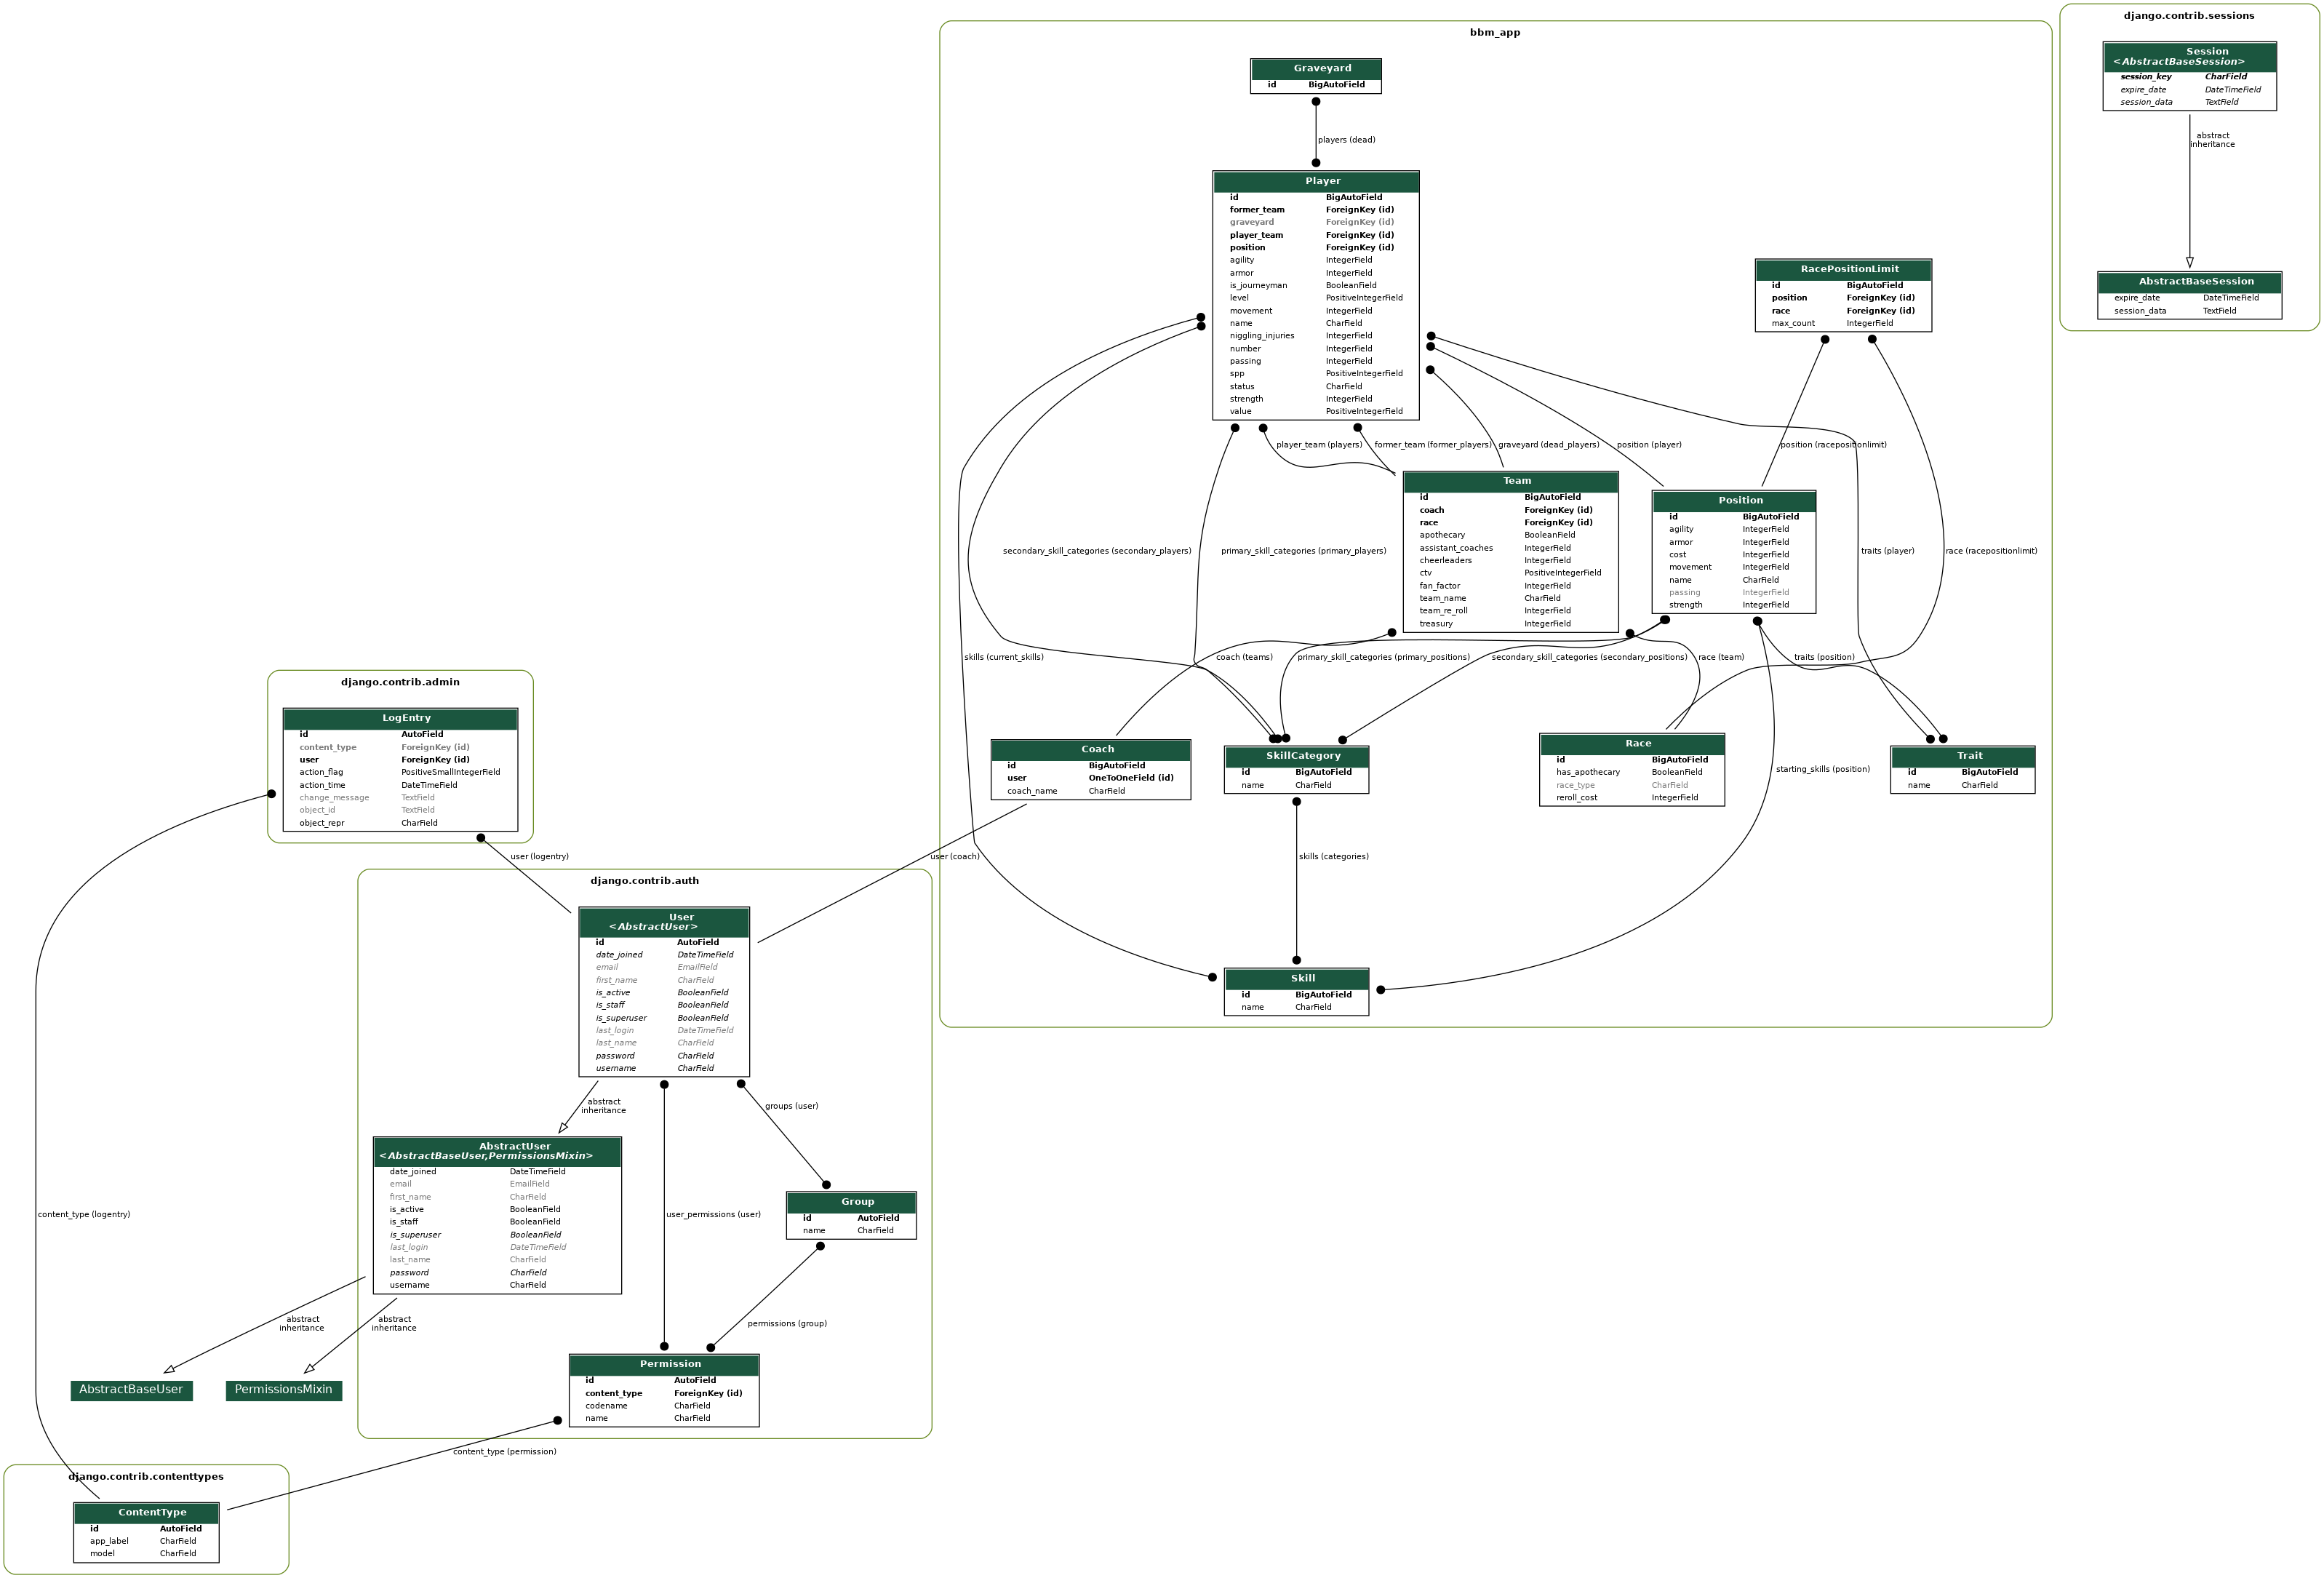 bbm_app
Graveyard
id BigAutoField
players (dead)
Player
id BigAutoField
former_team ForeignKey (id)
graveyard ForeignKey (id)
player_team ForeignKey (id)
position ForeignKey (id)
agility IntegerField
armor IntegerField
is_journeyman BooleanField
level PositiveIntegerField
movement IntegerField
name CharField
niggling_injuries IntegerField
number IntegerField
passing IntegerField
spp PositiveIntegerField
status CharField
strength IntegerField
value PositiveIntegerField
RacePositionLimit
id BigAutoField
position ForeignKey (id)
race ForeignKey (id)
max_count IntegerField
player_team (players)
former_team (former_players)
graveyard (dead_players)
position (player)
position (racepositionlimit)
Team
id BigAutoField
coach ForeignKey (id)
race ForeignKey (id)
apothecary BooleanField
assistant_coaches IntegerField
cheerleaders IntegerField
ctv PositiveIntegerField
fan_factor IntegerField
team_name CharField
team_re_roll IntegerField
treasury IntegerField
Position
id BigAutoField
agility IntegerField
armor IntegerField
cost IntegerField
movement IntegerField
name CharField
passing IntegerField
strength IntegerField
secondary_skill_categories (secondary_players)
primary_skill_categories (primary_players)
traits (player)
race (racepositionlimit)
skills (current_skills)
coach (teams)
primary_skill_categories (primary_positions)
secondary_skill_categories (secondary_positions)
race (team)
traits (position)
Coach
id BigAutoField
user OneToOneField (id)
coach_name CharField
SkillCategory
id BigAutoField
name CharField
Race
id BigAutoField
has_apothecary BooleanField
race_type CharField
reroll_cost IntegerField
starting_skills (position)
Trait
id BigAutoField
name CharField
user (coach)
skills (categories)
Skill
id BigAutoField
name CharField
django.contrib.sessions
Session
<AbstractBaseSession>
session_key CharField
expire_date DateTimeField
session_data TextField
abstract
inheritance
AbstractBaseSession
expire_date DateTimeField
session_data TextField
django.contrib.admin
LogEntry
id AutoField
content_type ForeignKey (id)
user ForeignKey (id)
action_flag PositiveSmallIntegerField
action_time DateTimeField
change_message TextField
object_id TextField
object_repr CharField
user (logentry)
django.contrib.auth
User
<AbstractUser>
id AutoField
date_joined DateTimeField
email EmailField
first_name CharField
is_active BooleanField
is_staff BooleanField
is_superuser BooleanField
last_login DateTimeField
last_name CharField
password CharField
username CharField
abstract
inheritance
groups (user)
AbstractUser
<AbstractBaseUser,PermissionsMixin>
date_joined DateTimeField
email EmailField
first_name CharField
is_active BooleanField
is_staff BooleanField
is_superuser BooleanField
last_login DateTimeField
last_name CharField
password CharField
username CharField
content_type (logentry)
user_permissions (user)
Group
id AutoField
name CharField
abstract
inheritance
abstract
inheritance
permissions (group)
AbstractBaseUser
PermissionsMixin
Permission
id AutoField
content_type ForeignKey (id)
codename CharField
name CharField
content_type (permission)
django.contrib.contenttypes
ContentType
id AutoField
app_label CharField
model CharField